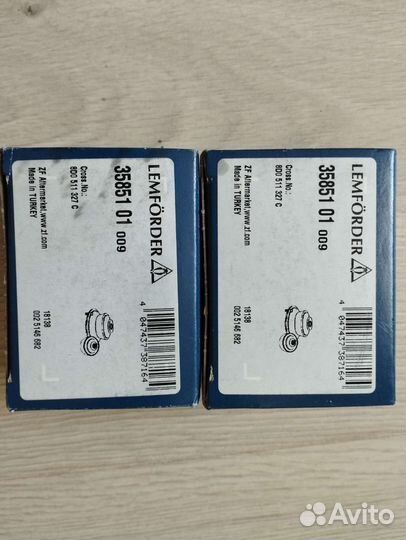 LEMFÖRDER
35851 01 009
Cross.No.:
8D0 511 327 C
ZF Aftermarket,www.zf.com
Made in TURKEY
18138
002 5146 682
4 047437 387164
LEMFÖRDER
35851 01 009
Cross.No.:
8D0 511 327 C
ZF Aftermarket,www.zf.com
Made in TURKEY
18138
002 5146 682
4 047437 387164
Avito